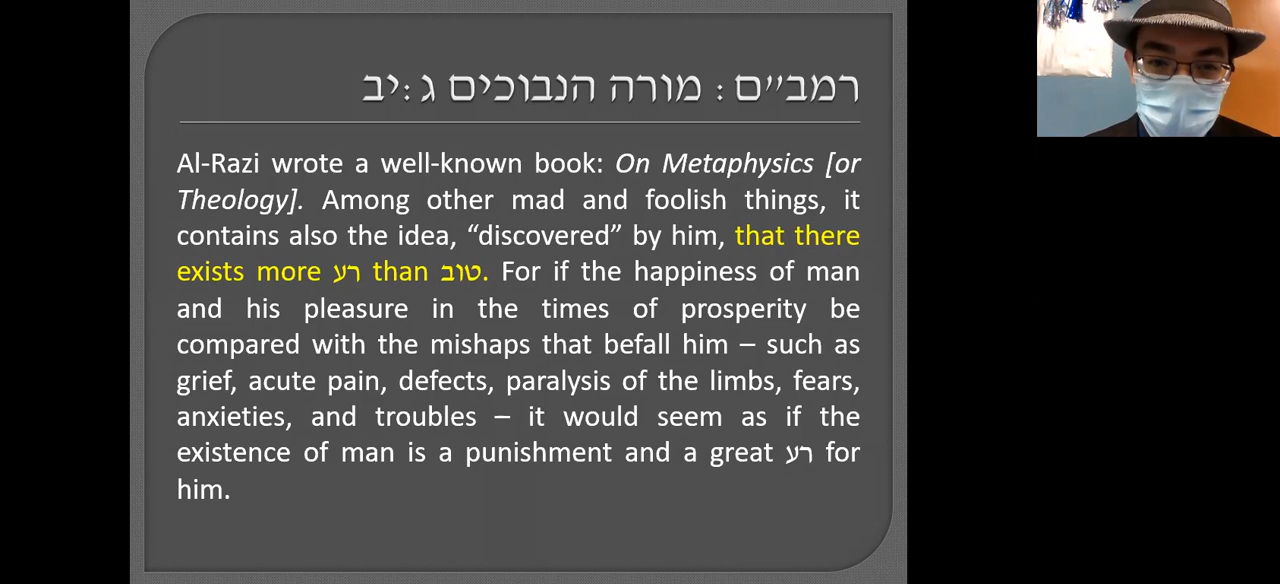 רמב״ם : מורה הנבוכים ג :יב
Al-Razi wrote a well-known book: On Metaphysics [or
Theology]. Among other mad and foolish things, it
contains also the idea, “discovered” by him, that there
exists more רע than טוב. For if the happiness of man
and his pleasure in the times of prosperity be
compared with the mishaps that befall him – such as
grief, acute pain, defects, paralysis of the limbs, fears,
anxieties, and troubles – it would seem as if the
existence of man is a punishment and a great רע for
him.